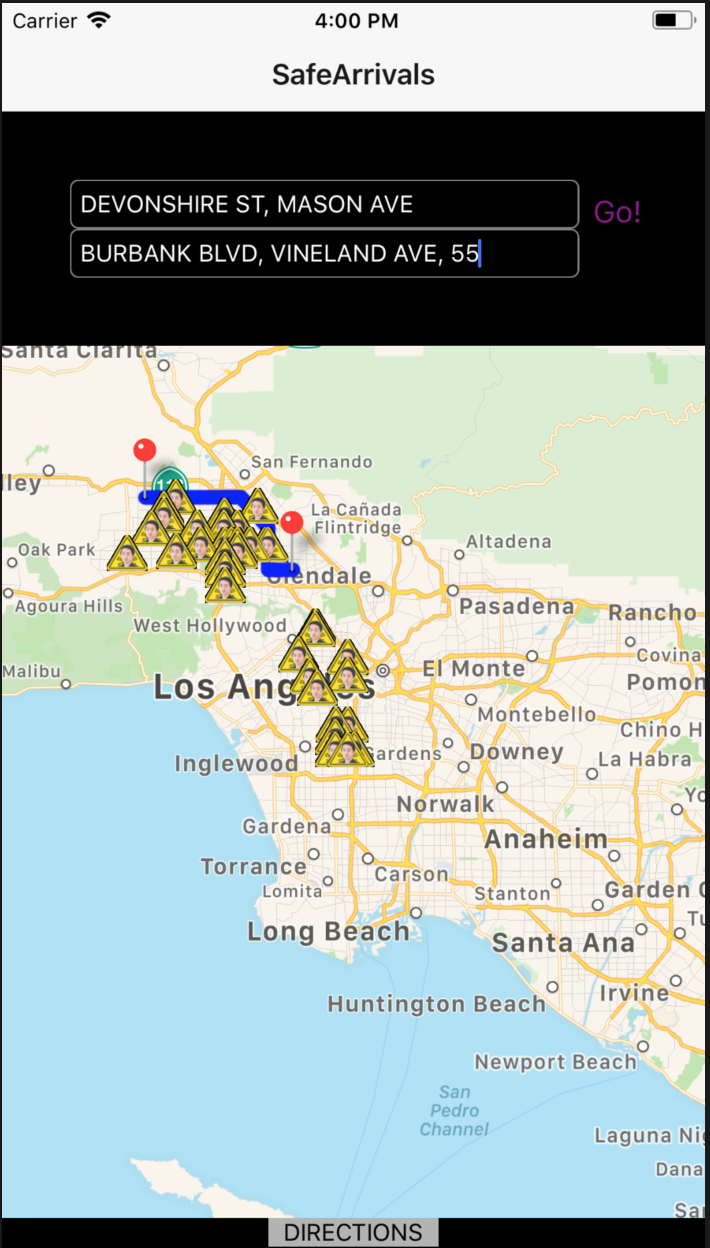 Carrier 4:00 PM
SafeArrivals
DEVONSHIRE ST, MASON AVE
Go!
BURBANK BLVD, VINELAND AVE, 55
Santa Clarita
San Fernando
lley
La Cañada
Flintridge
Altadena
Oak Park
Glendale
Agoura Hills
Pasadena
Rancho
West Hollywood
Covina
Malibu
El Monte
Los Angeles
Pomon
Montebello
Chino H
Gardens
Downey
La Habra
Inglewood
Yo
Norwalk
Gardena
Anaheim
Torrance
Carson
Lomita
Stanton
Garden G
Tu
Long Beach
Santa Ana
Irvine
Huntington Beach
Newport Beach
San
Pedro
Channel
Laguna Nig
Dana
Sa
DIRECTIONS